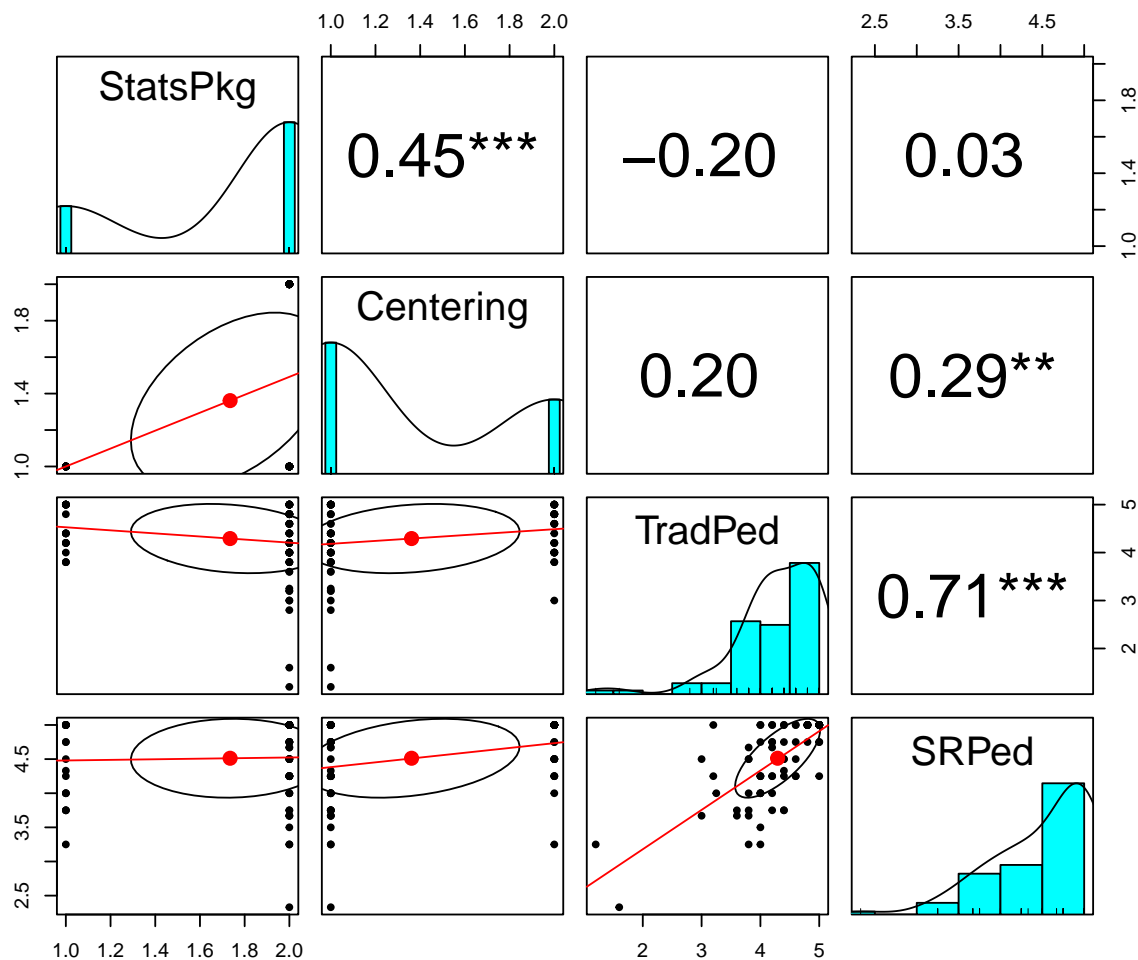 1.0 1.2 1.4 1.6 1.8 2.0 2.5 3.5 4.5
StatsPkg 0.45*** −0.20 0.03
1.0 1.4 1.8
Centering 0.20 0.29**
1.0 1.4 1.8
TradPed 0.71***
2 3 4 5
SRPed
2.5 3.5 4.5
1.0 1.2 1.4 1.6 1.8 2.0 2 3 4 5